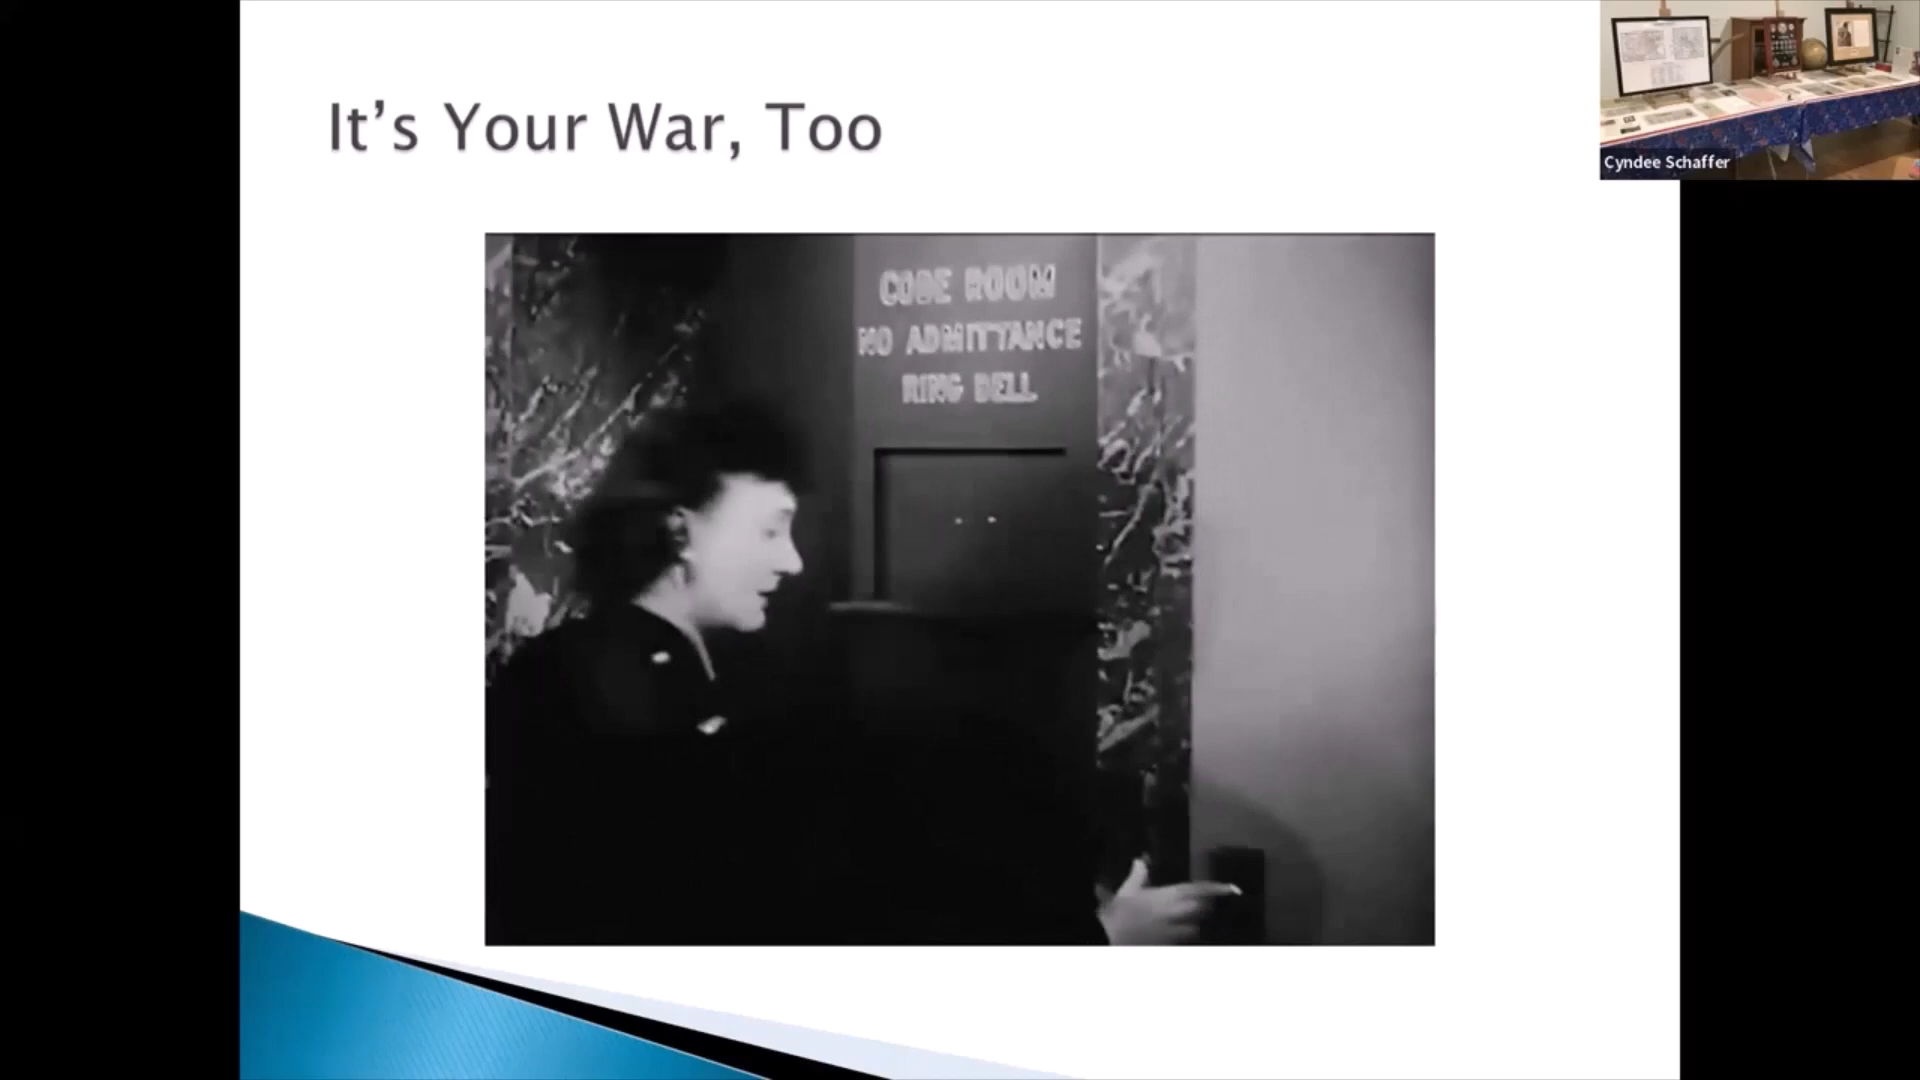 It's Your War, Too
Cyndee Schaffer
CODE ROOM
NO ADMITTANCE
RING BELL